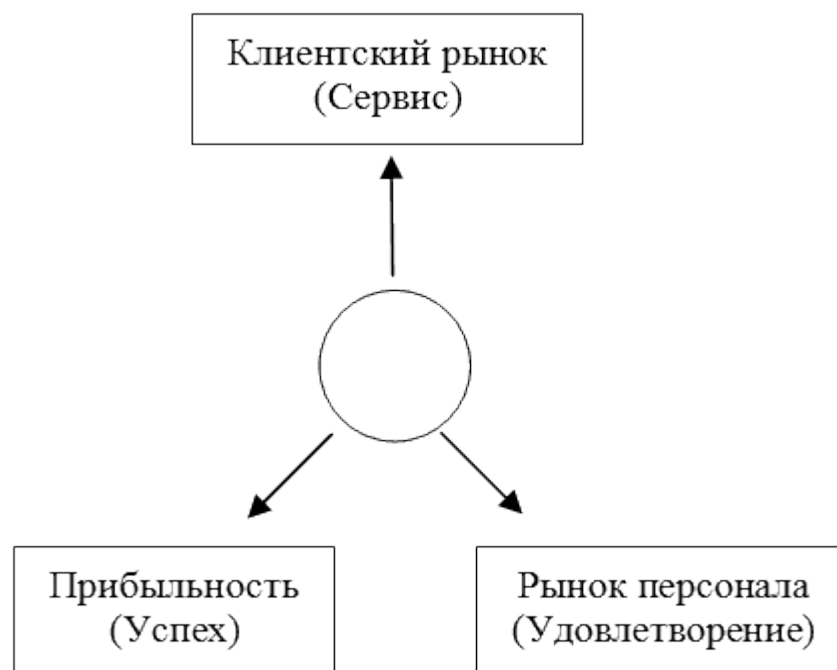 Клиентский рынок
(Сервис)
Прибыльность
(Успех)
Рынок персонала
(Удовлетворение)